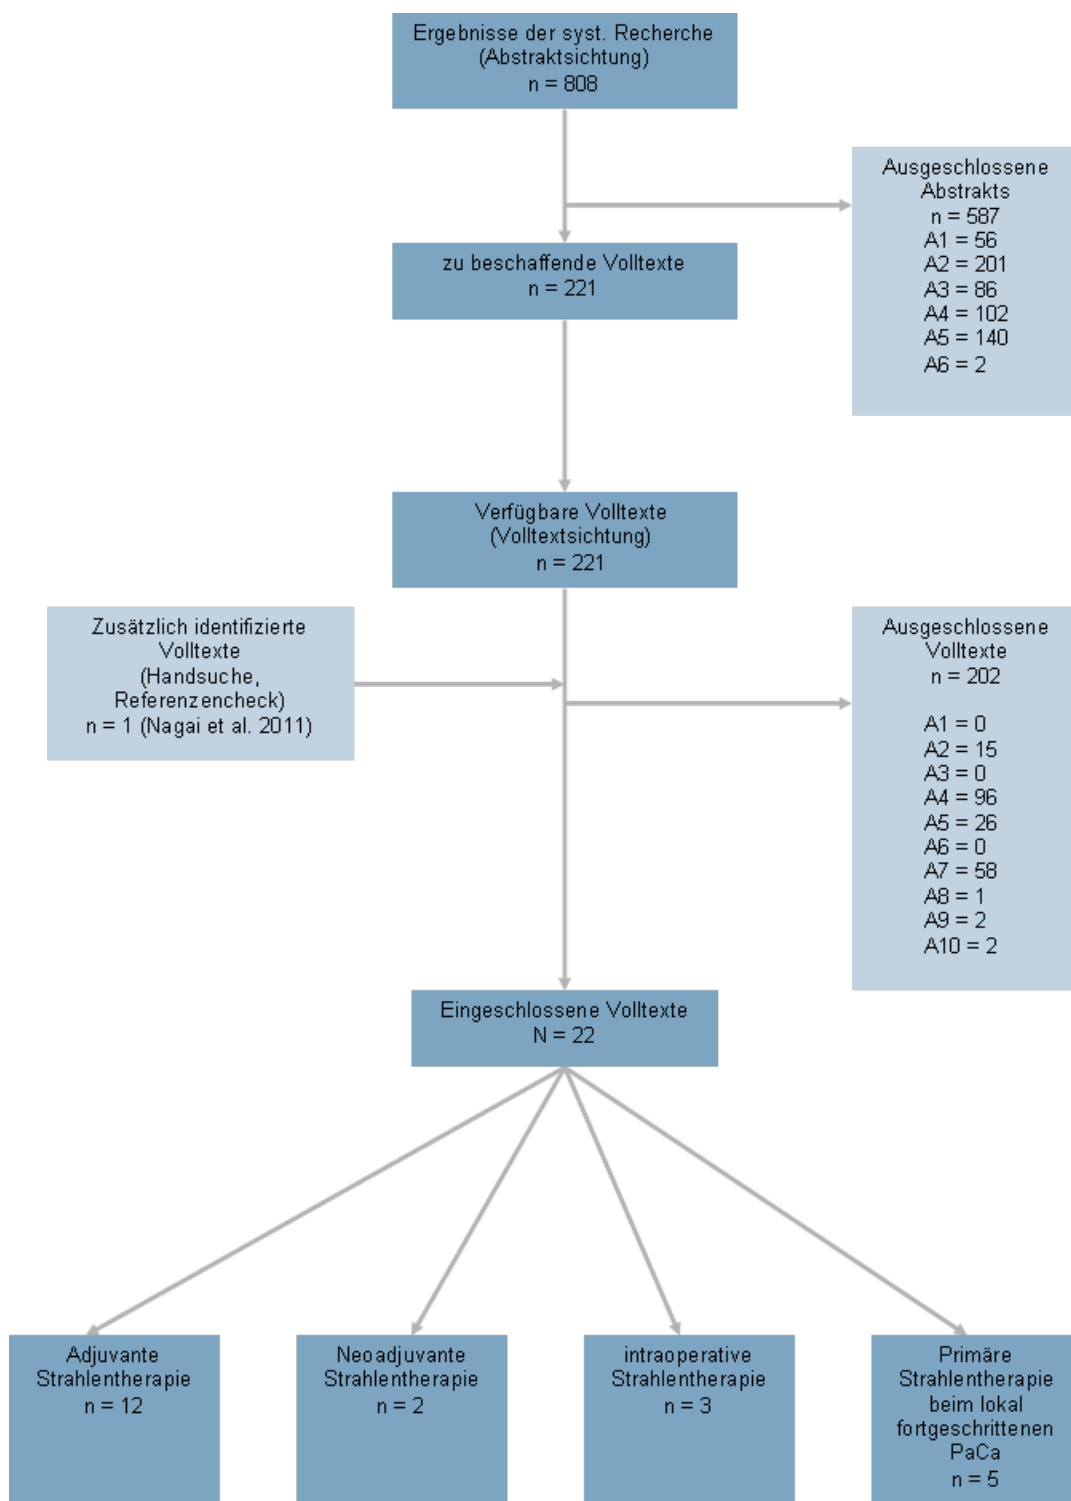 Ergebnisse der syst. Recherche
(Abstraktsichtung)
n = 808
Ausgeschlossene
Abstrakts
n = 587
A1 = 56
A2 = 201
A3 = 86
A4 = 102
A5 = 140
A6 = 2
zu beschaffende Volltexte
n = 221
Verfügbare Volltexte
(Volltextsichtung)
n = 221
Zusätzlich identifizierte
Volltexte
(Handsuche,
Referenzencheck)
n = 1 (Nagai et al. 2011)
Ausgeschlossene
Volltexte
n = 202
A1 = 0
A2 = 15
A3 = 0
A4 = 96
A5 = 26
A6 = 0
A7 = 58
A8 = 1
A9 = 2
A10 = 2
Eingeschlossene Volltexte
N = 22
Adjuvante
Strahlentherapie
n = 12
Neoadjuvante
Strahlentherapie
n = 2
intraoperative
Strahlentherapie
n = 3
Primäre
Strahlentherapie
beim lokal
fortgeschrittenen
PaCa
n = 5